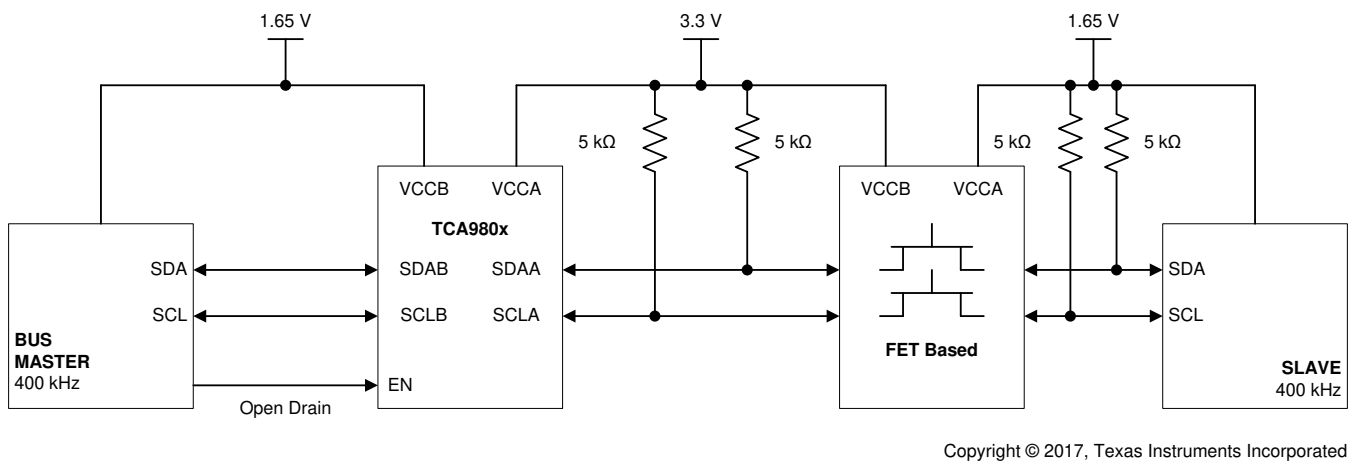 1.65 V
3.3 V
1.65 V
5 kΩ
5 kΩ
5 kΩ
5 kΩ
VCCB
VCCA
VCCB
VCCA
TCA980x
SDA
SDAB
SDAA
SDA
SCL
SCLB
SCLA
SCL
BUS
MASTER
400 kHz
FET Based
SLAVE
400 kHz
EN
Open Drain
Copyright © 2017, Texas Instruments Incorporated